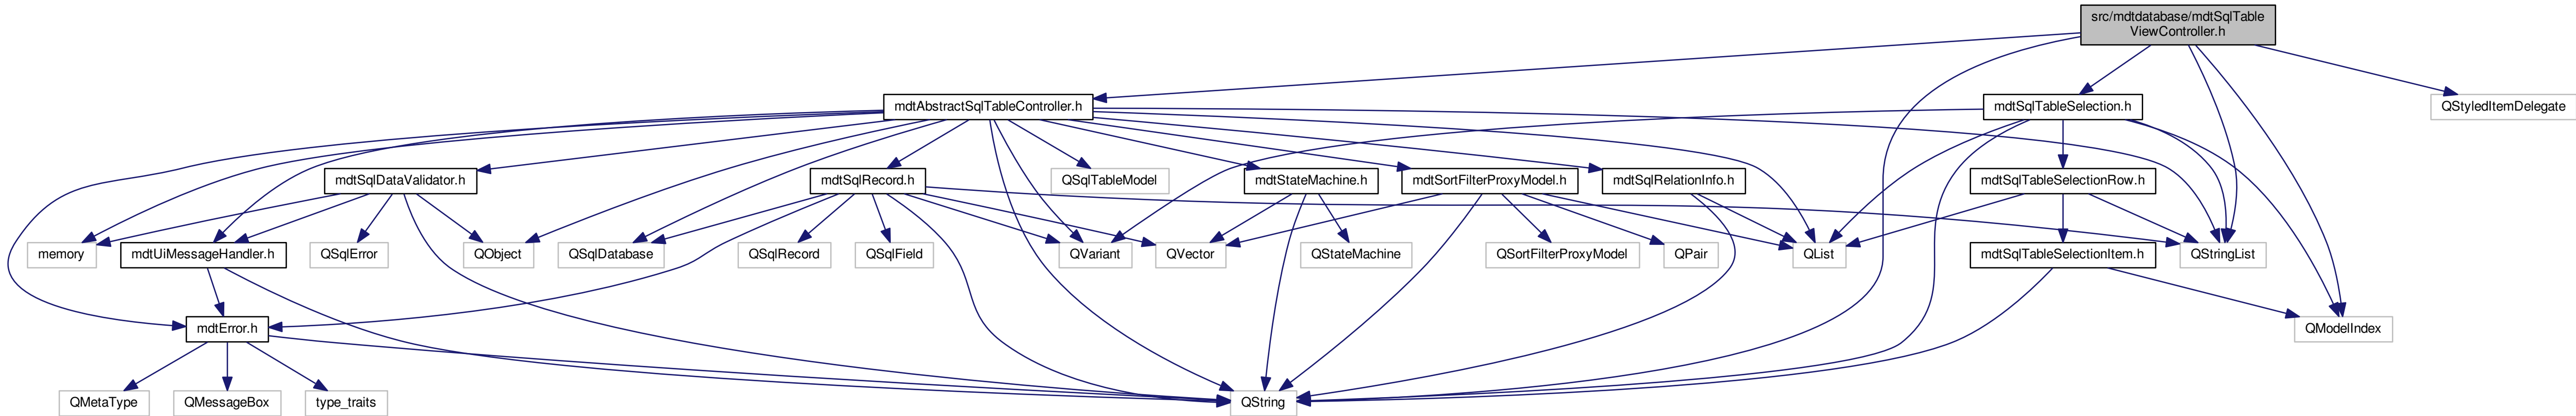 src/mdtdatabase/mdtSqlTable
ViewController.h
mdtAbstractSqlTableController.h
mdtSqlTableSelection.h
QStyledItemDelegate
mdtSqlDataValidator.h
mdtSqlRecord.h
QSqlTableModel
mdtStateMachine.h
mdtSortFilterProxyModel.h
mdtSqlRelationInfo.h
mdtSqlTableSelectionRow.h
memory
mdtUiMessageHandler.h
QSqlError
QObject
QSqlDatabase
QSqlRecord
QSqlField
QVariant
QVector
QStateMachine
QSortFilterProxyModel
QPair
QList
mdtSqlTableSelectionItem.h
QStringList
mdtError.h
QModelIndex
QMetaType
QMessageBox
type_traits
QString